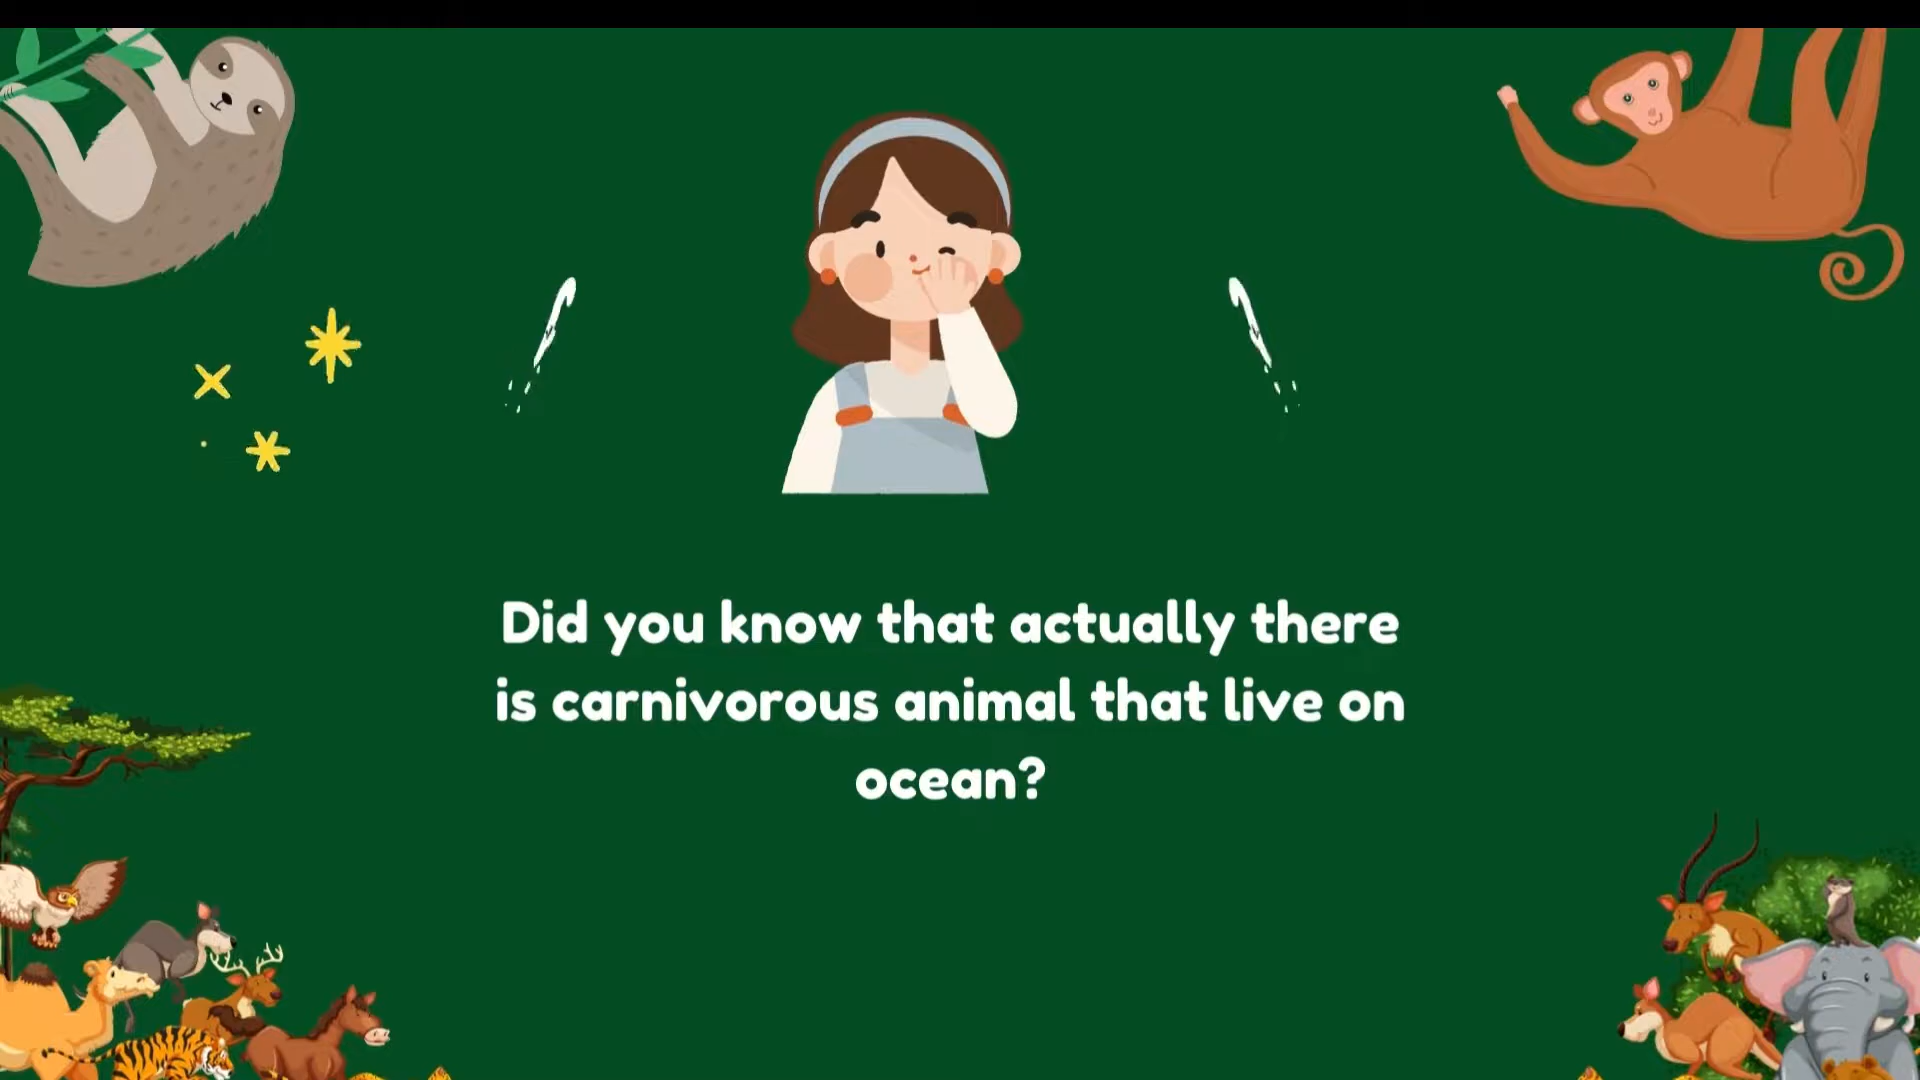 Did you know that actually there
is carnivorous animal that live on
ocean?